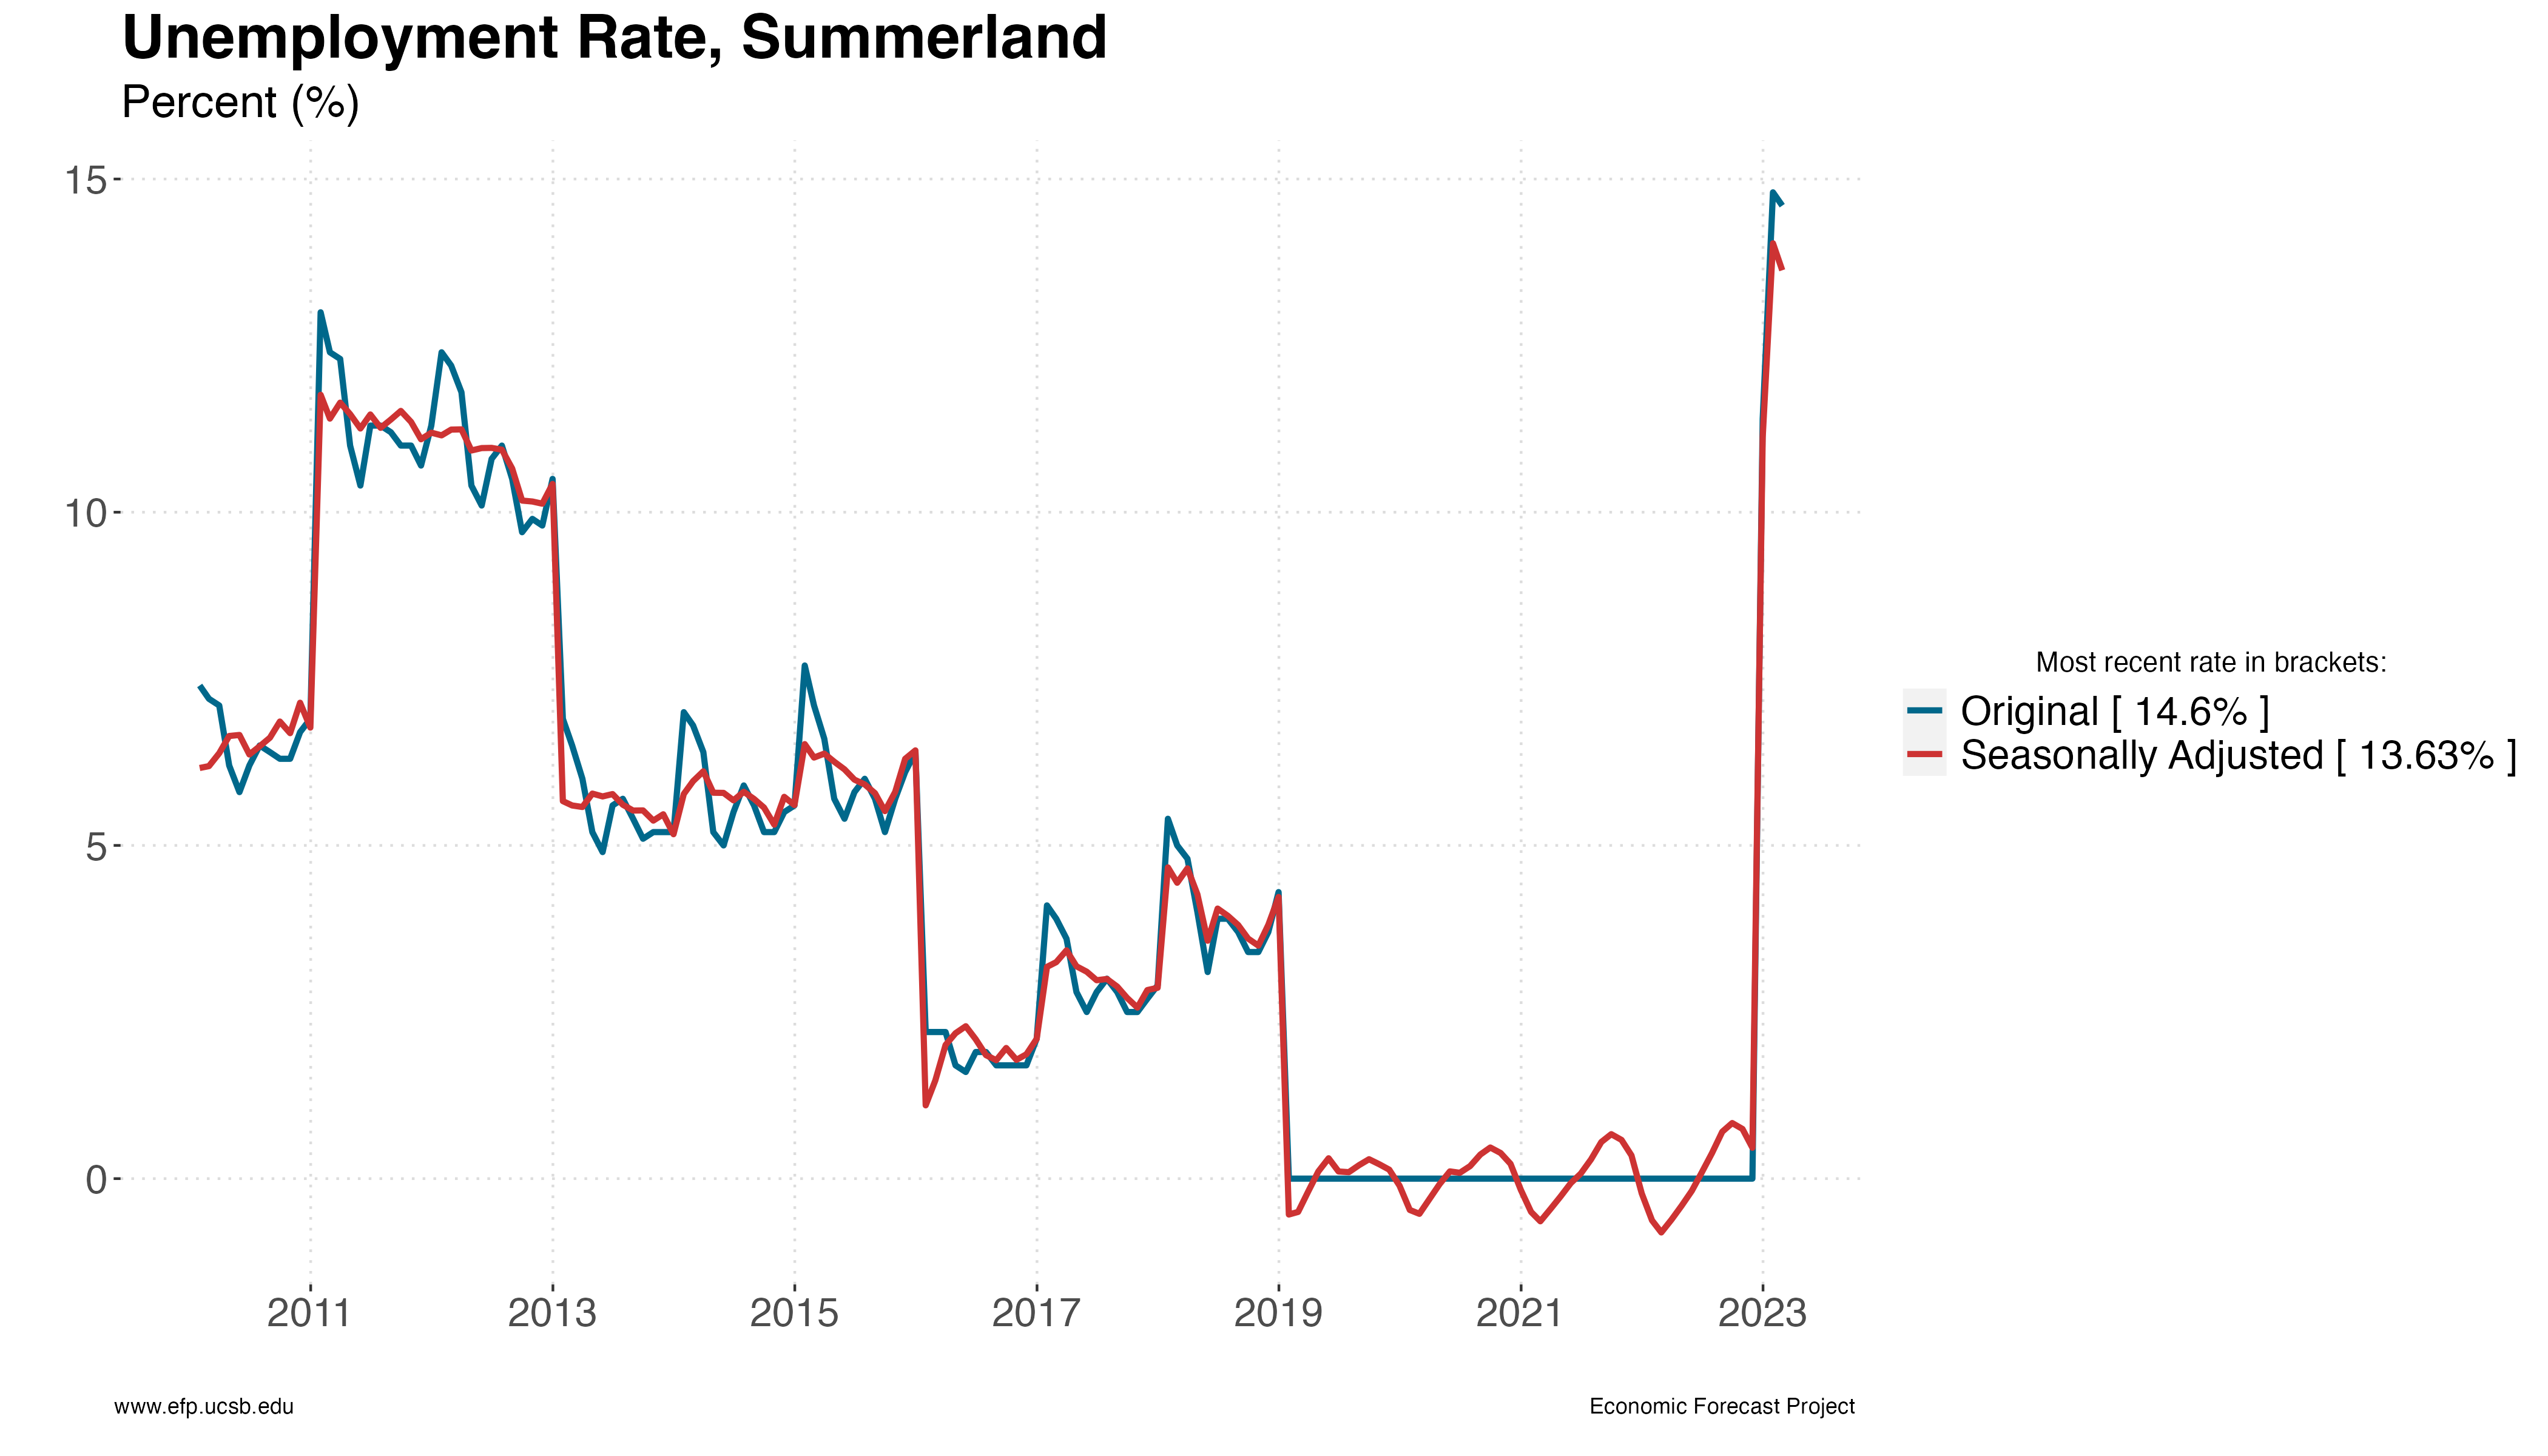 Unemployment Rate, Summerland
Percent (%)
15
10
5
0
2011 2013 2015 2017 2019 2021 2023
Most recent rate in brackets:
Original [ 14.6% ]
Seasonally Adjusted [ 13.63% ]
www.efp.ucsb.edu Economic Forecast Project